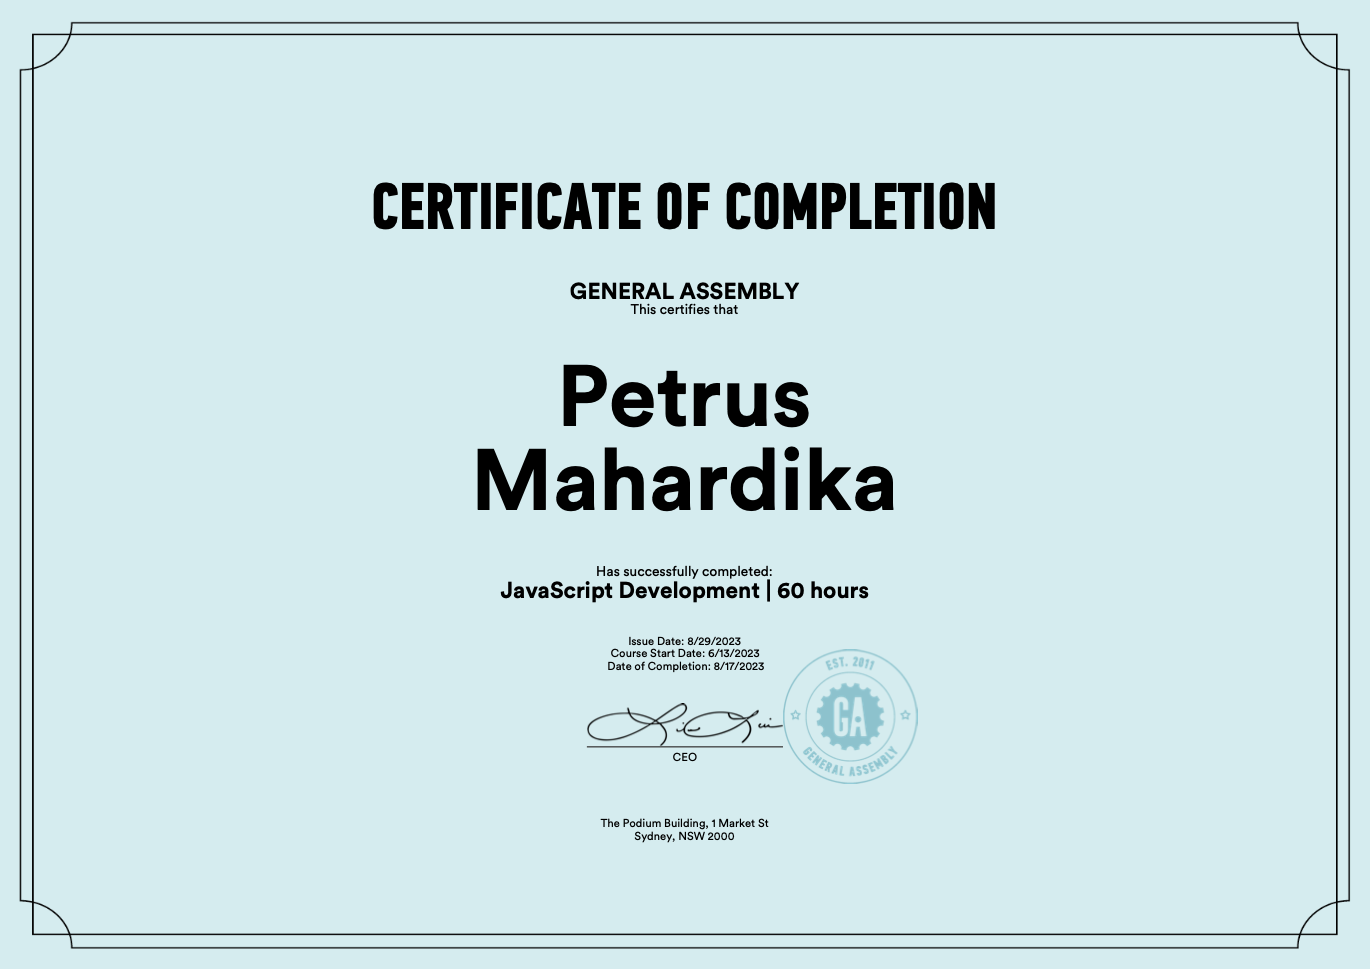 CERTIFICATE OF COMPLETION
GENERAL ASSEMBLY
This certifies that
Petrus
Mahardika
Has successfully completed:
JavaScript Development | 60 hours
Issue Date: 8/29/2023
Course Start Date: 6/13/2023
Date of Completion: 8/17/2023
EST. 2011
GA
GENERAL ASSEMBLY
CEO
The Podium Building, 1 Market St
Sydney, NSW 2000